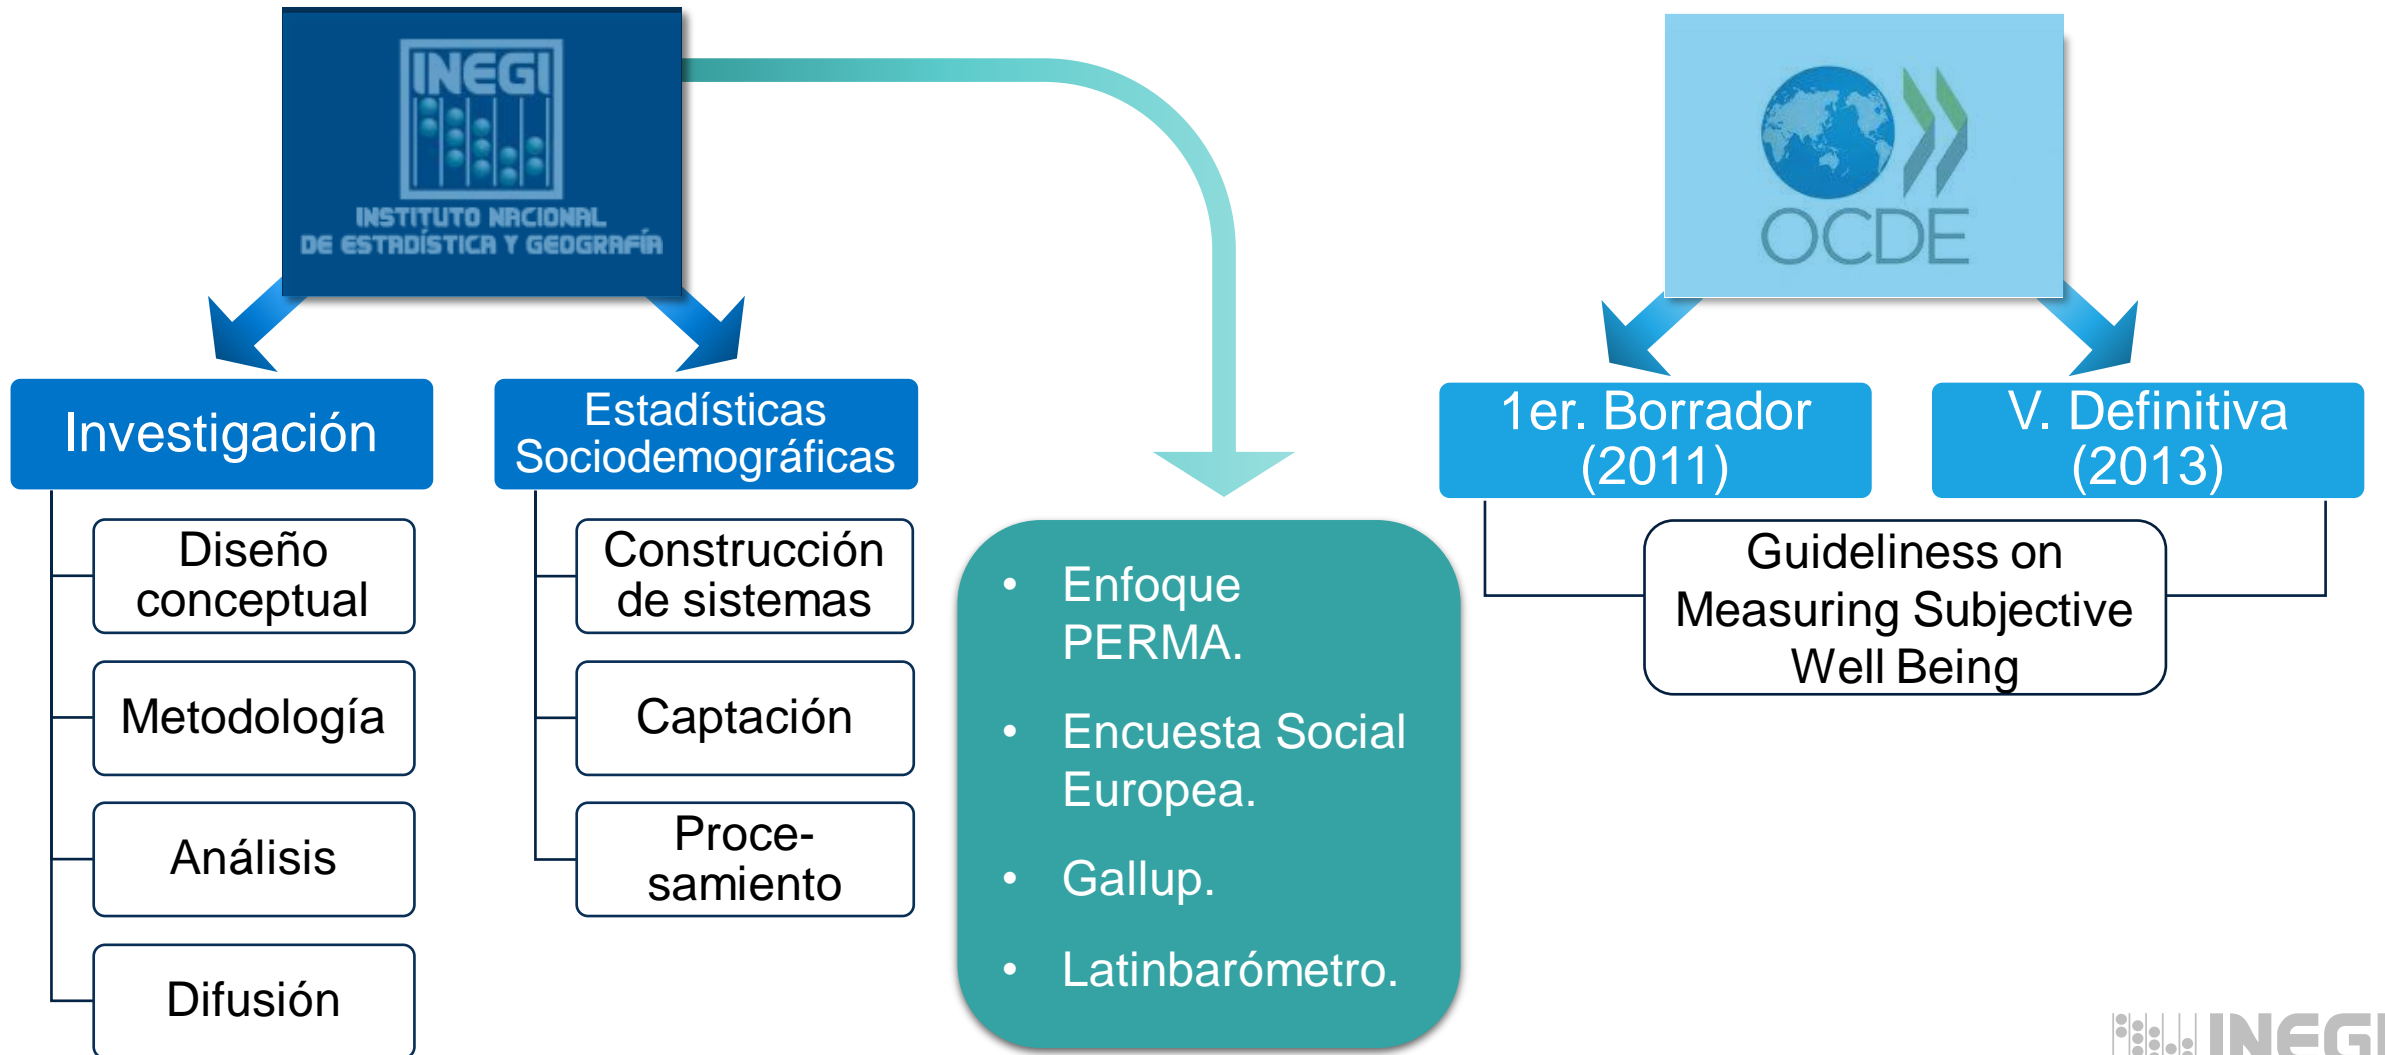 INEGI
INSTITUTO NACIONAL
DE ESTADÍSTICA Y GEOGRAFÍA
Investigación
Diseño
conceptual
Metodología
Análisis
Difusión
Estadísticas
Sociodemográficas
Construcción
de sistemas
Captación
Proce-
samiento
• Enfoque
PERMA.
• Encuesta Social
Europea.
• Gallup.
• Latinbarómetro.
OCDE
1er. Borrador
(2011)
V. Definitiva
(2013)
Guideliness on
Measuring Subjective
Well Being
INEGI